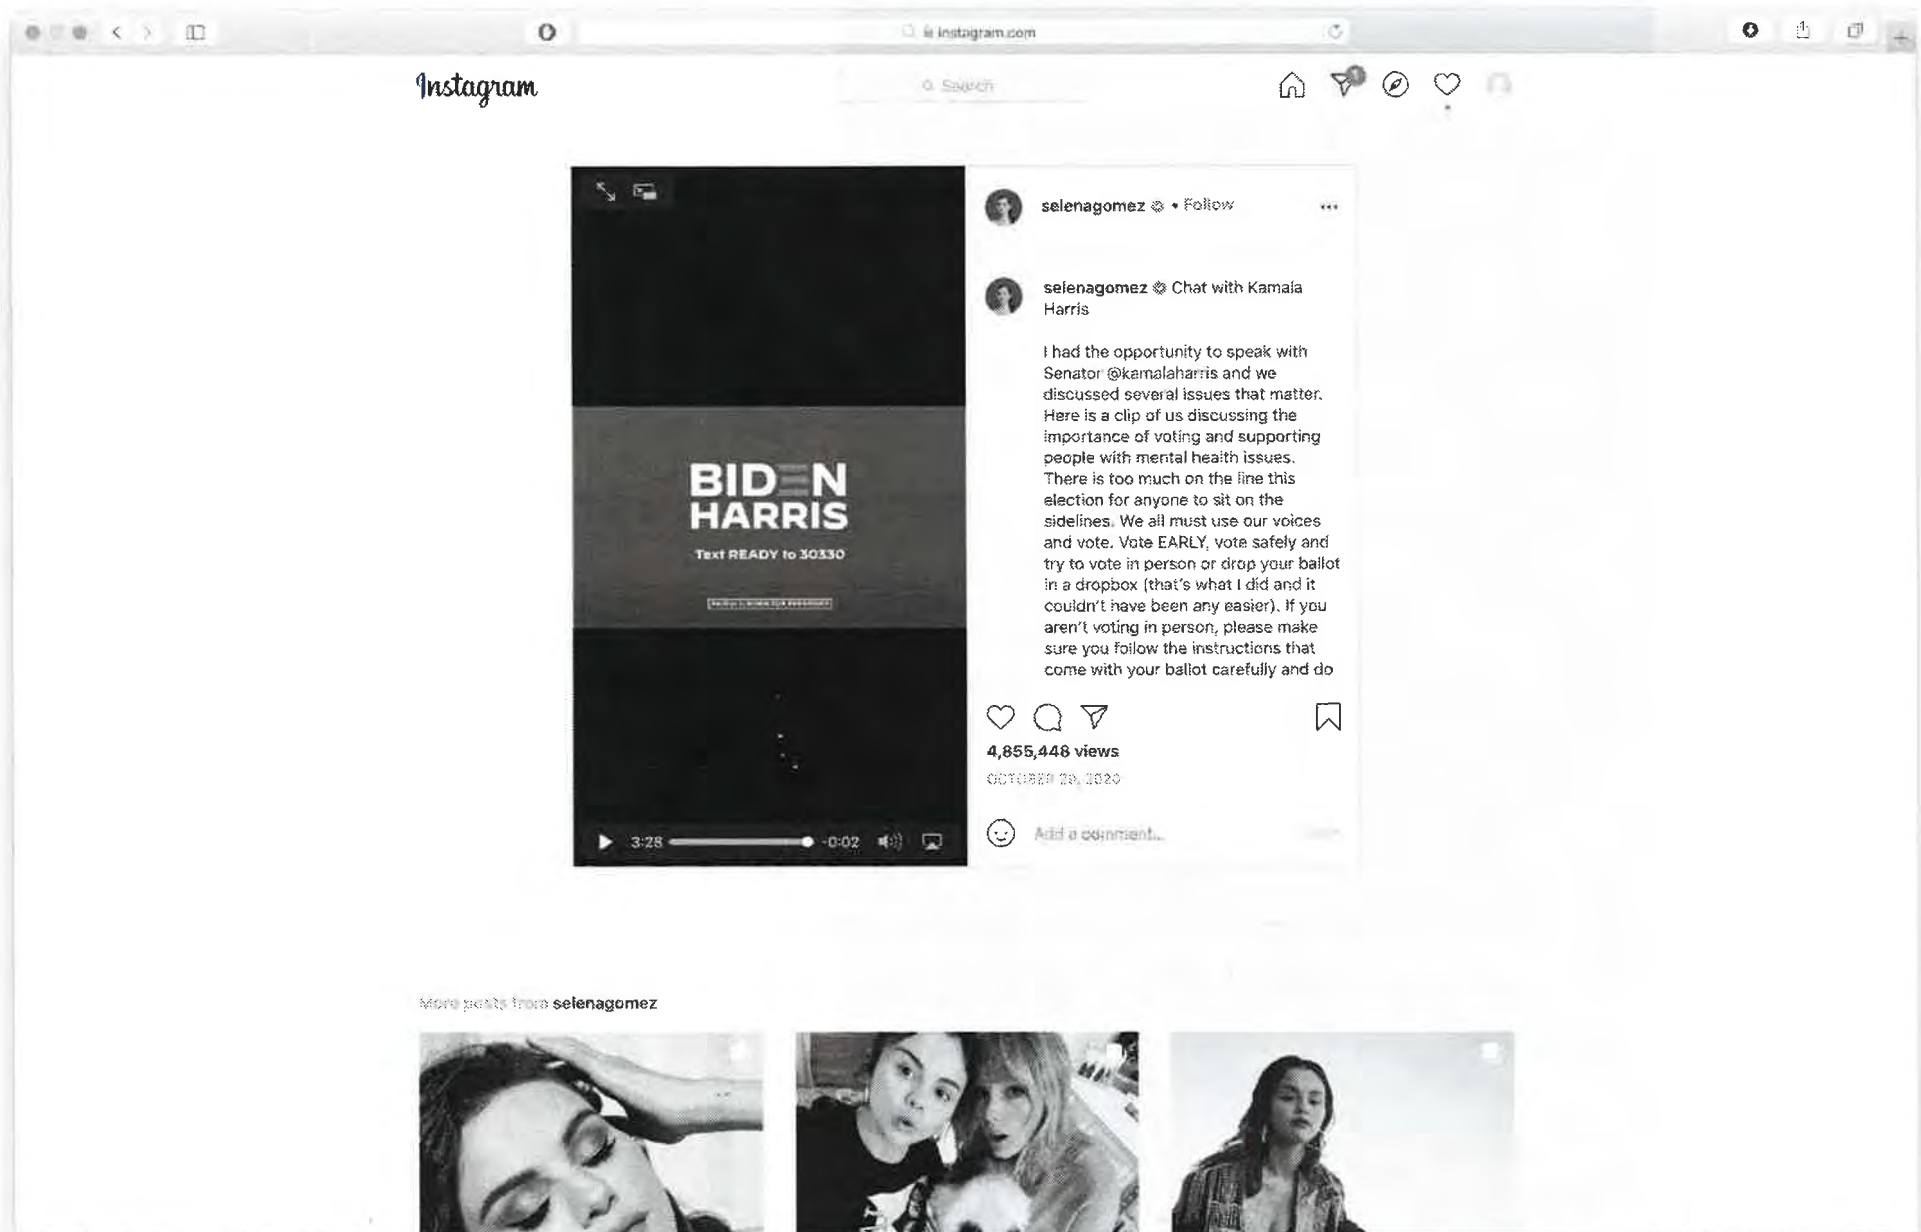 instagram.com
Instagram
Search
1
selenagomez • Follow
selenagomez Chat with Kamala
Harris
I had the opportunity to speak with
Senator @kamalaharris and we
discussed several issues that matter.
Here is a clip of us discussing the
importance of voting and supporting
people with mental health issues.
There is too much on the line this
election for anyone to sit on the
sidelines. We all must use our voices
and vote. Vote EARLY, vote safely and
try to vote in person or drop your ballot
in a dropbox (that's what I did and it
couldn't have been any easier). If you
aren't voting in person, please make
sure you follow the instructions that
come with your ballot carefully and do
BIDEN
HARRIS
Text READY to 30330
4,855,448 views
OCTOBER 2020
Add a comment...
3:28
-0:02
More posts from selenagomez